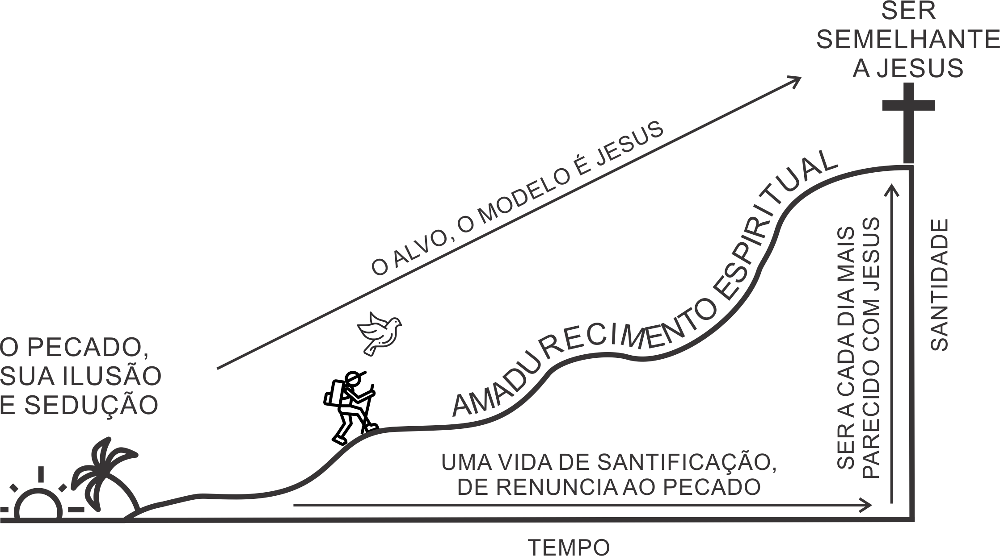 SER
SEMELHANTE
A JESUS
O ALVO, O MODELO É JESUS
O PECADO,
SUA ILUSÃO
E SEDUÇÃO
AMADURECIMENTO ESPIRITUAL
SER A CADA DIA MAIS
PARECIDO COM JESUS
SANTIDADE
UMA VIDA DE SANTIFICAÇÃO,
DE RENUNCIA AO PECADO
TEMPO